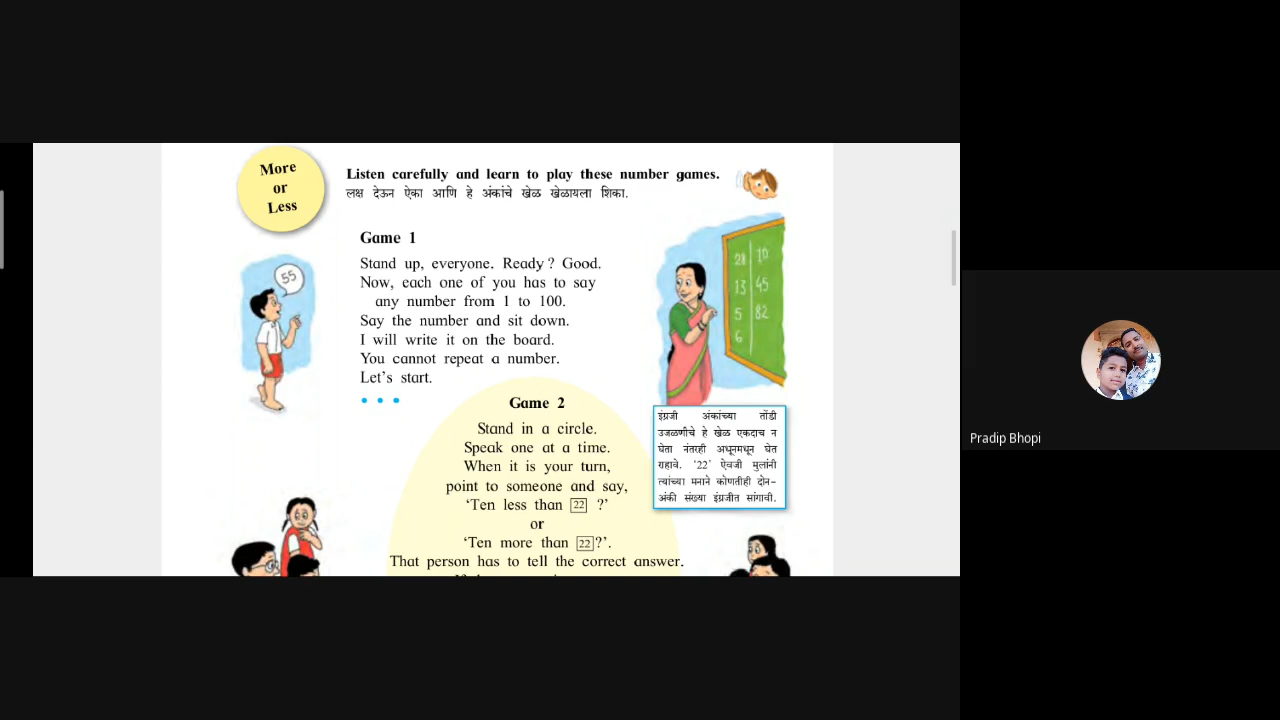 More
or
Less
Listen carefully and learn to play these number games.
लक्ष देऊन ऐका आणि हे अंकांचे खेळ खेळायला शिका.
Game 1
Stand up, everyone. Ready ? Good.
Now, each one of you has to say
any number from 1 to 100.
Say the number and sit down.
I will write it on the board.
You cannot repeat a number.
Let's start.
55
28 10
13 45
5 82
6
Game 2
Stand in a circle.
Speak one at a time.
When it is your turn,
point to someone and say,
'Ten less than 22 ?'
or
'Ten more than 22?'.
That person has to tell the correct answer.
इंग्रजी अंकांच्या तोंडी
उजळणीचे हे खेळ एकदाच न
घेता नंतरही अधूनमधून घेत
राहावे. '22' ऐवजी मुलांनी
त्यांच्या मनाने कोणतीही दोन-
अंकी संख्या इंग्रजीत सांगावी.
Pradip Bhopi